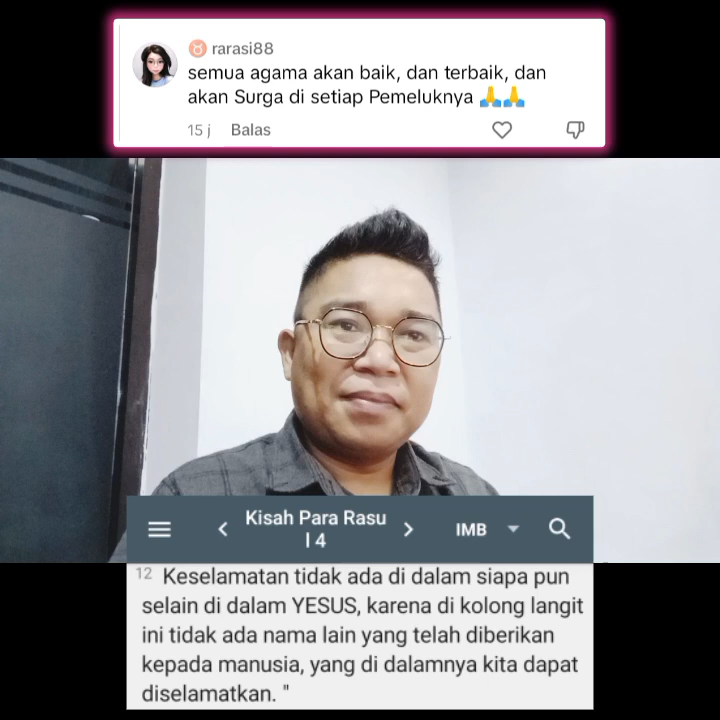 rarasi88
semua agama akan baik, dan terbaik, dan
akan Surga di setiap Pemeluknya 🙏🙏
15 j Balas
Kisah Para Rasu
l 4
IMB
12 Keselamatan tidak ada di dalam siapa pun
selain di dalam YESUS, karena di kolong langit
ini tidak ada nama lain yang telah diberikan
kepada manusia, yang di dalamnya kita dapat
diselamatkan. "